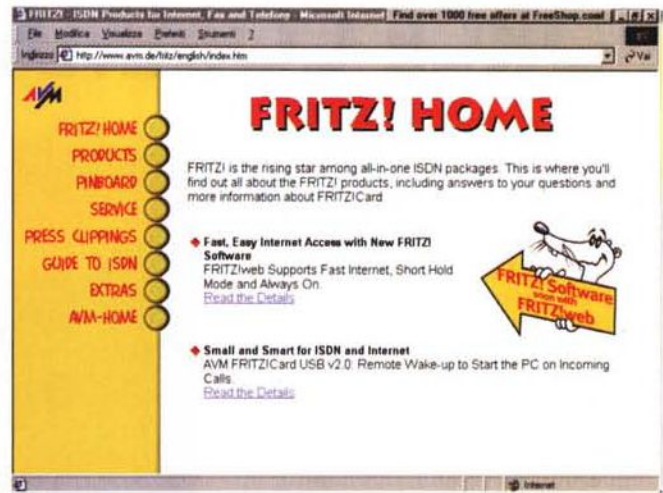 FRITZ! - ISDN Products for Internet, Fax and Telefony - Microsoft Internet Find over 1000 free offers at FreeShop.com!
File Modifica Visualizza Preferiti Strumenti ?
Indirizzo http://www.avm.de/fritz/english/index.htm Vai
AVM
FRITZ! HOME
PRODUCTS
PINBOARD
SERVICE
PRESS CLIPPINGS
GUIDE TO ISDN
EXTRAS
AVM-HOME
FRITZ! HOME
FRITZ! is the rising star among all-in-one ISDN packages. This is where you'll
find out all about the FRITZ! products, including answers to your questions and
more information about FRITZ!Card
Fast, Easy Internet Access with New FRITZ!
Software
FRITZ!web Supports Fast Internet, Short Hold
Mode and Always On.
Read the Details
FRITZ! Software
soon with
FRITZ!web
Small and Smart for ISDN and Internet
AVM FRITZ!Card USB v2.0: Remote Wake-up to Start the PC on Incoming
Calls.
Read the Details
Internet